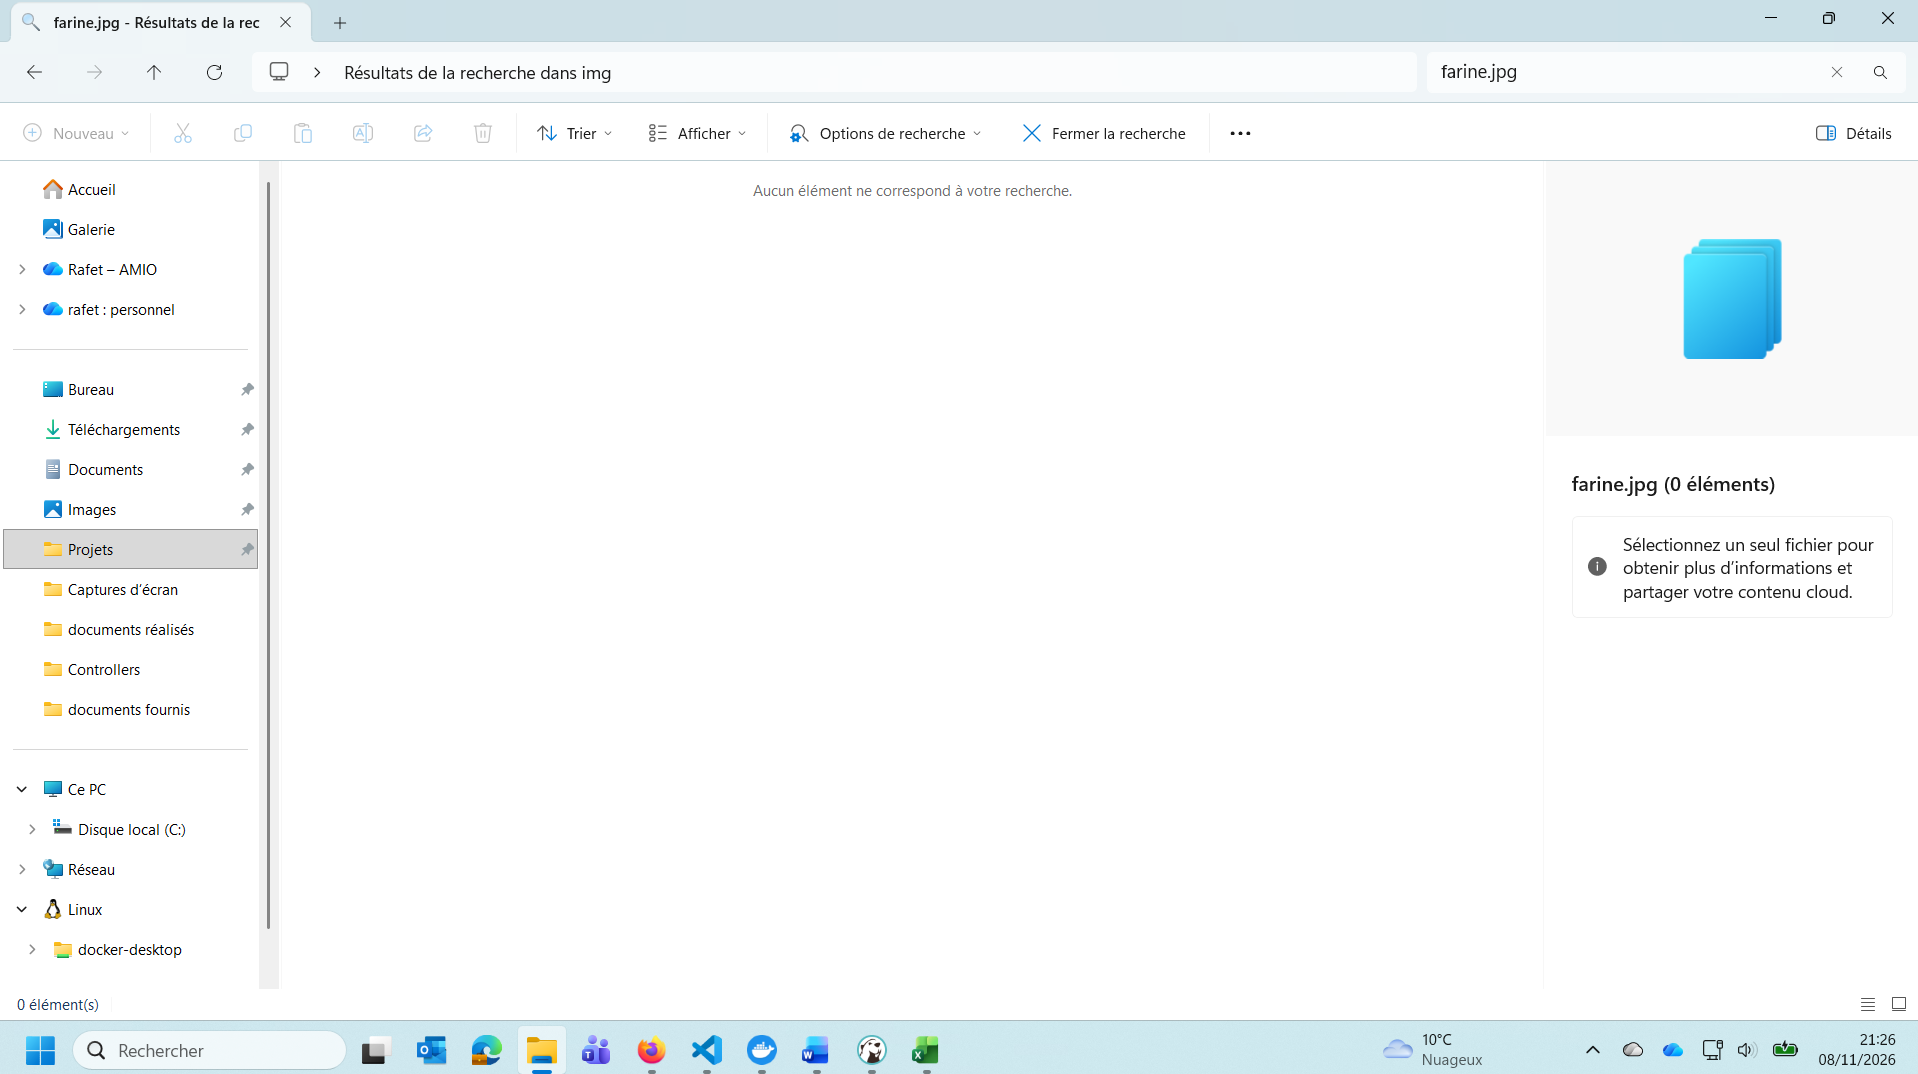 farine.jpg - Résultats de la rec
Résultats de la recherche dans img
farine.jpg
Nouveau
Trier
Afficher
Options de recherche
Fermer la recherche
Détails
Accueil
Galerie
Rafet – AMIO
rafet : personnel
Bureau
Téléchargements
Documents
Images
Projets
Captures d’écran
documents réalisés
Controllers
documents fournis
Ce PC
Disque local (C:)
Réseau
Linux
docker-desktop
Aucun élément ne correspond à votre recherche.
farine.jpg (0 éléments)
Sélectionnez un seul fichier pour
obtenir plus d’informations et
partager votre contenu cloud.
0 élément(s)
Rechercher
10°C
Nuageux
21:26
08/11/2026